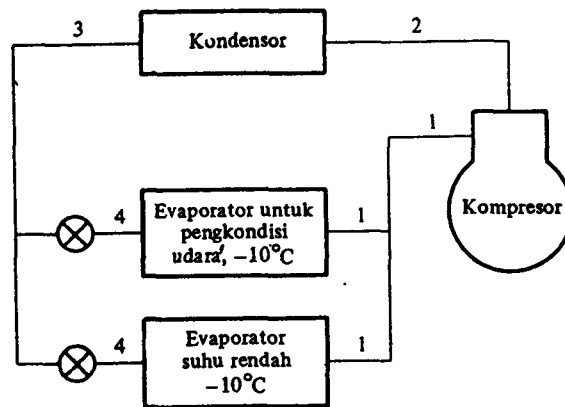 3
Kondensor
2
1
Kompresor
4
Evaporator untuk
pengkondisi
udara, −10°C
1
4
Evaporator
suhu rendah
−10°C
1